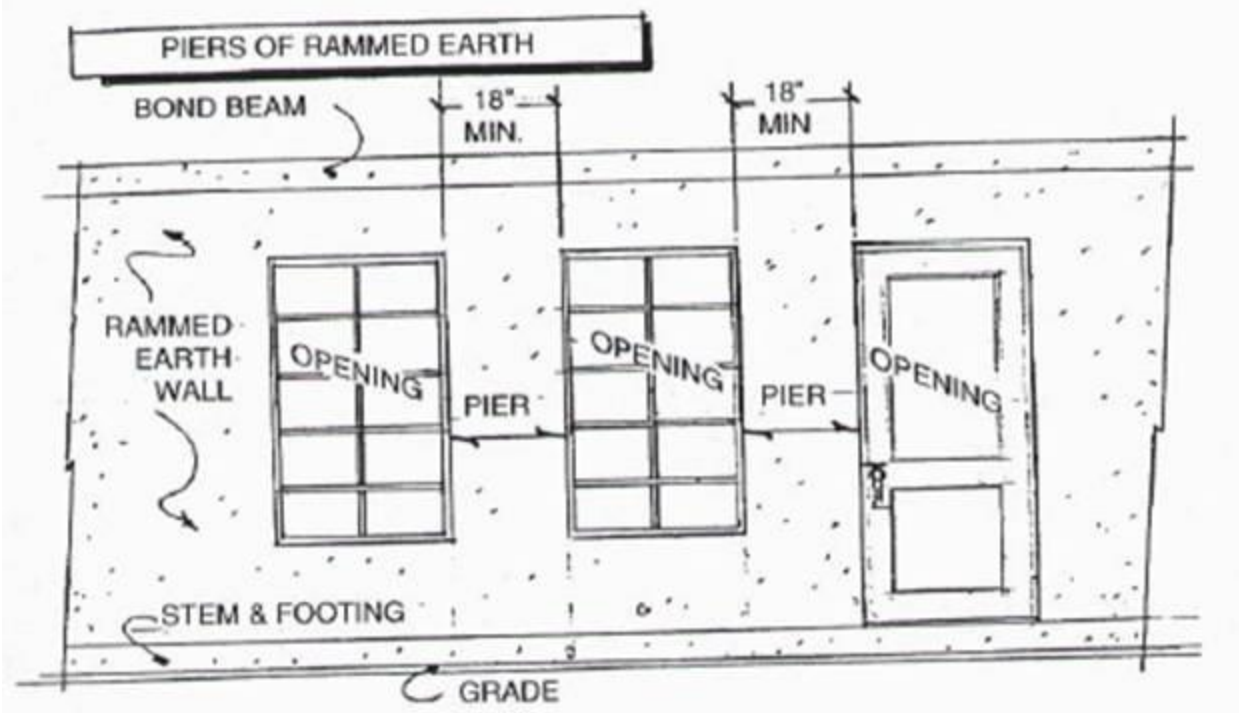 PIERS OF RAMMED EARTH
BOND BEAM
18"
MIN.
18"
MIN
RAMMED
EARTH
WALL
OPENING
OPENING
OPENING
PIER
PIER
STEM & FOOTING
GRADE